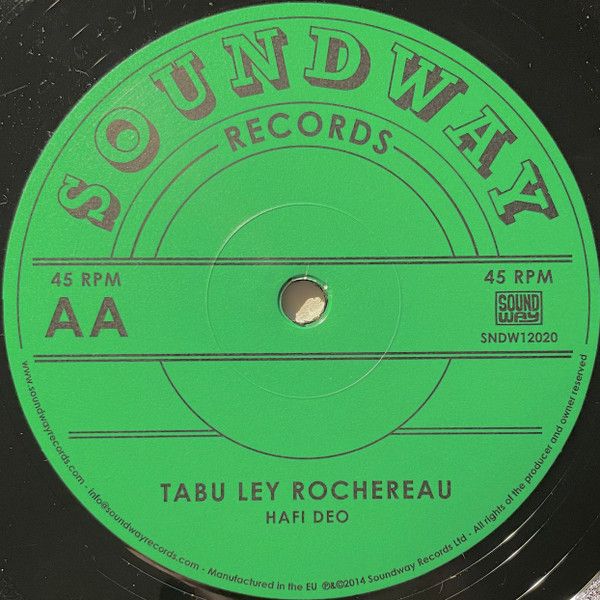 SOUNDWAY
RECORDS
45 RPM
AA
45 RPM
SOUND
WAY
SNDW12020
TABU LEY ROCHEREAU
HAFI DEO
www.soundwayrecords.com - info@soundwayrecords.com - Manufactured in the EU ℗&©2014 Soundway Records Ltd - All rights of the producer and owner reserved